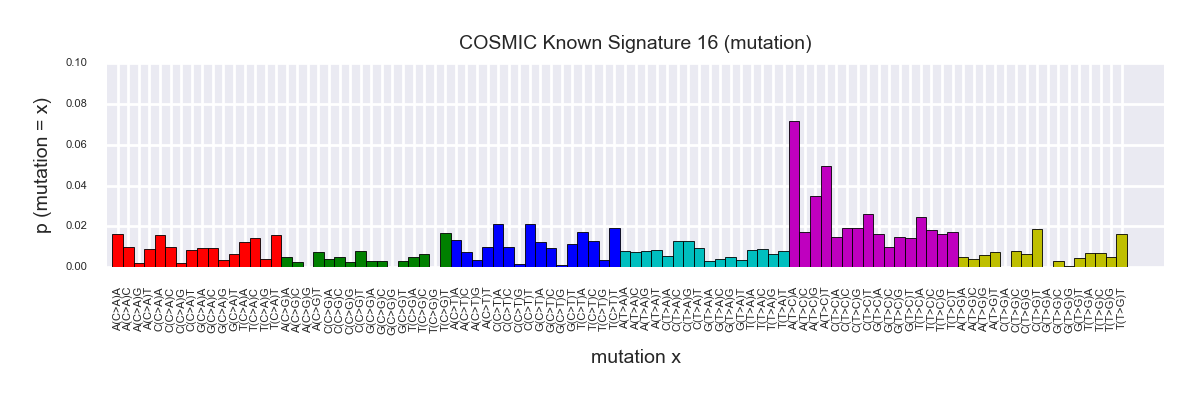 COSMIC Known Signature 16 (mutation)
p (mutation = x)
0.10
0.08
0.06
0.04
0.02
0.00
A(C>A)A
A(C>A)C
A(C>A)G
A(C>A)T
C(C>A)A
C(C>A)C
C(C>A)G
C(C>A)T
G(C>A)A
G(C>A)C
G(C>A)G
G(C>A)T
T(C>A)A
T(C>A)C
T(C>A)G
T(C>A)T
A(C>G)A
A(C>G)C
A(C>G)G
A(C>G)T
C(C>G)A
C(C>G)C
C(C>G)G
C(C>G)T
G(C>G)A
G(C>G)C
G(C>G)G
G(C>G)T
T(C>G)A
T(C>G)C
T(C>G)G
T(C>G)T
A(C>T)A
A(C>T)C
A(C>T)G
A(C>T)T
C(C>T)A
C(C>T)C
C(C>T)G
C(C>T)T
G(C>T)A
G(C>T)C
G(C>T)G
G(C>T)T
T(C>T)A
T(C>T)C
T(C>T)G
T(C>T)T
A(T>A)A
A(T>A)C
A(T>A)G
A(T>A)T
C(T>A)A
C(T>A)C
C(T>A)G
C(T>A)T
G(T>A)A
G(T>A)C
G(T>A)G
G(T>A)T
T(T>A)A
T(T>A)C
T(T>A)G
T(T>A)T
A(T>C)A
A(T>C)C
A(T>C)G
A(T>C)T
C(T>C)A
C(T>C)C
C(T>C)G
C(T>C)T
G(T>C)A
G(T>C)C
G(T>C)G
G(T>C)T
T(T>C)A
T(T>C)C
T(T>C)G
T(T>C)T
A(T>G)A
A(T>G)C
A(T>G)G
A(T>G)T
C(T>G)A
C(T>G)C
C(T>G)G
C(T>G)T
G(T>G)A
G(T>G)C
G(T>G)G
G(T>G)T
T(T>G)A
T(T>G)C
T(T>G)G
T(T>G)T
mutation x